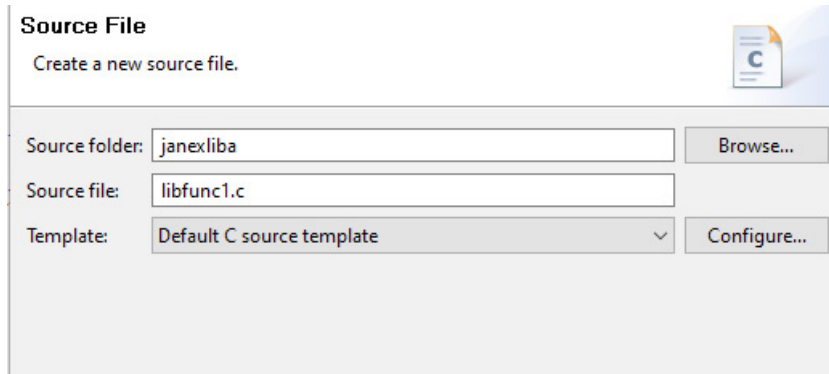 Source File
Create a new source file.
C
Source folder: janexliba Browse...
Source file: libfunc1.c
Template: Default C source template Configure...